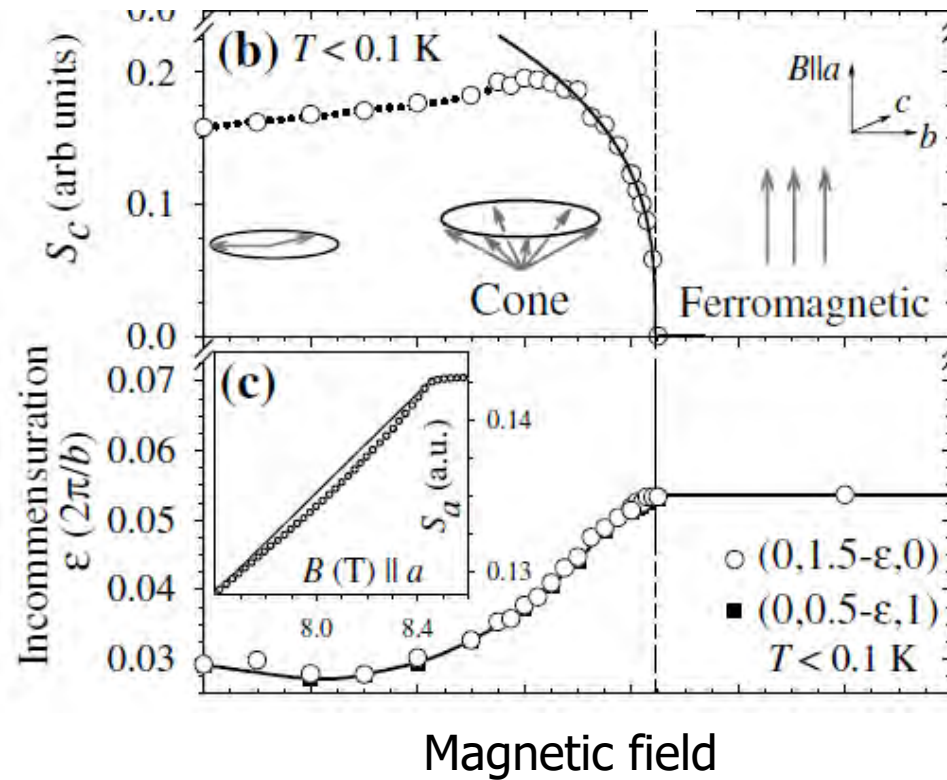 0.0
(b) T < 0.1 K
0.2
0.1
0.0
S_c (arb units)
B||a
c
b
Cone
Ferromagnetic
Incommensuration
ε (2π/b)
0.07
0.06
0.05
0.04
0.03
(c)
0.14
0.13
S_a (a.u.)
B (T) || a
8.0
8.4
(0,1.5-ε,0)
(0,0.5-ε,1)
T < 0.1 K
Magnetic field